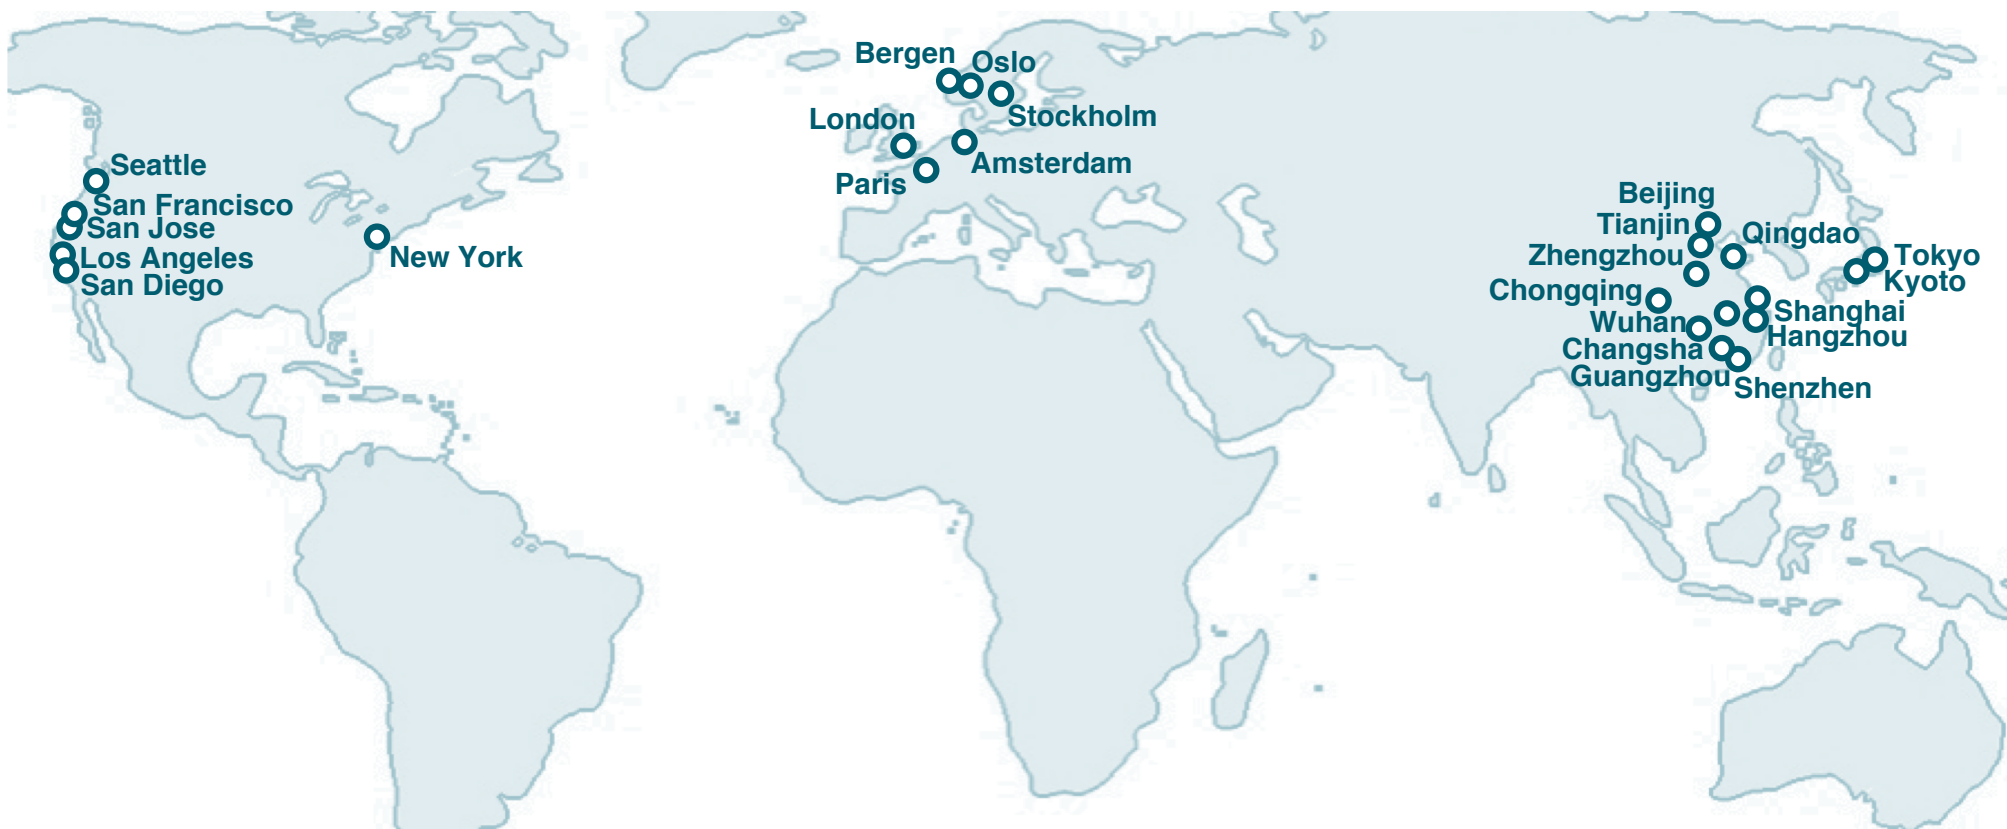 Bergen
Oslo
London
Stockholm
Amsterdam
Paris
Seattle
San Francisco
San Jose
Los Angeles
San Diego
New York
Beijing
Tianjin
Qingdao
Zhengzhou
Tokyo
Kyoto
Chongqing
Shanghai
Wuhan
Hangzhou
Changsha
Guangzhou
Shenzhen